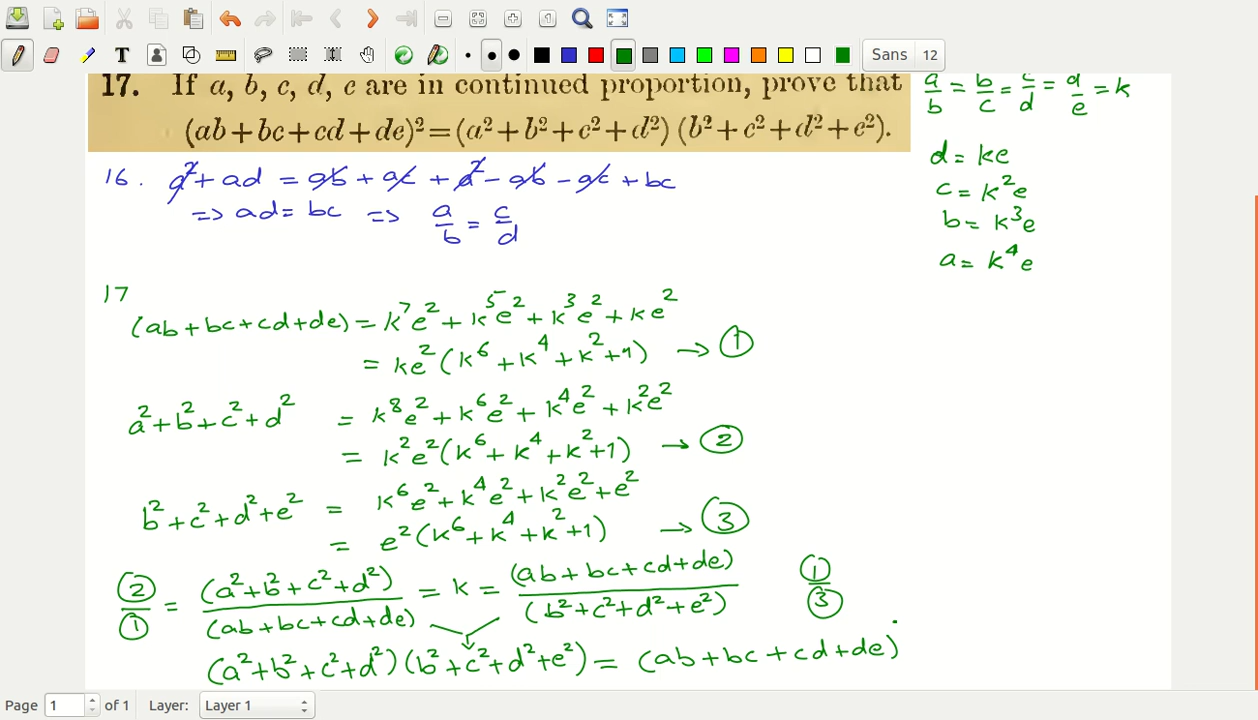 Sans 12
17. If a, b, c, d, e are in continued proportion, prove that
(ab+bc+cd+de)²=(a²+b²+c²+d²) (b²+c²+d²+e²).
a/b = b/c = c/d = d/e = k
d = ke
c = k²e
b = k³e
a = k⁴e
16. a² + ad = ab + ac + d² - ab - ac + bc
=> ad = bc => a/b = c/d
17
(ab+bc+cd+de) = k⁷e² + k⁵e² + k³e² + ke²
= ke²(k⁶ + k⁴ + k² + 1) → ①
a²+b²+c²+d² = k⁸e² + k⁶e² + k⁴e² + k²e²
= k²e²(k⁶ + k⁴ + k² + 1) → ②
b²+c²+d²+e² = k⁶e² + k⁴e² + k²e² + e²
= e²(k⁶ + k⁴ + k² + 1) → ③
②/① = (a²+b²+c²+d²)/(ab+bc+cd+de) = k = (ab+bc+cd+de)/(b²+c²+d²+e²) ①/③
(a²+b²+c²+d²)(b²+c²+d²+e²) = (ab+bc+cd+de)
Page 1 of 1 Layer: Layer 1